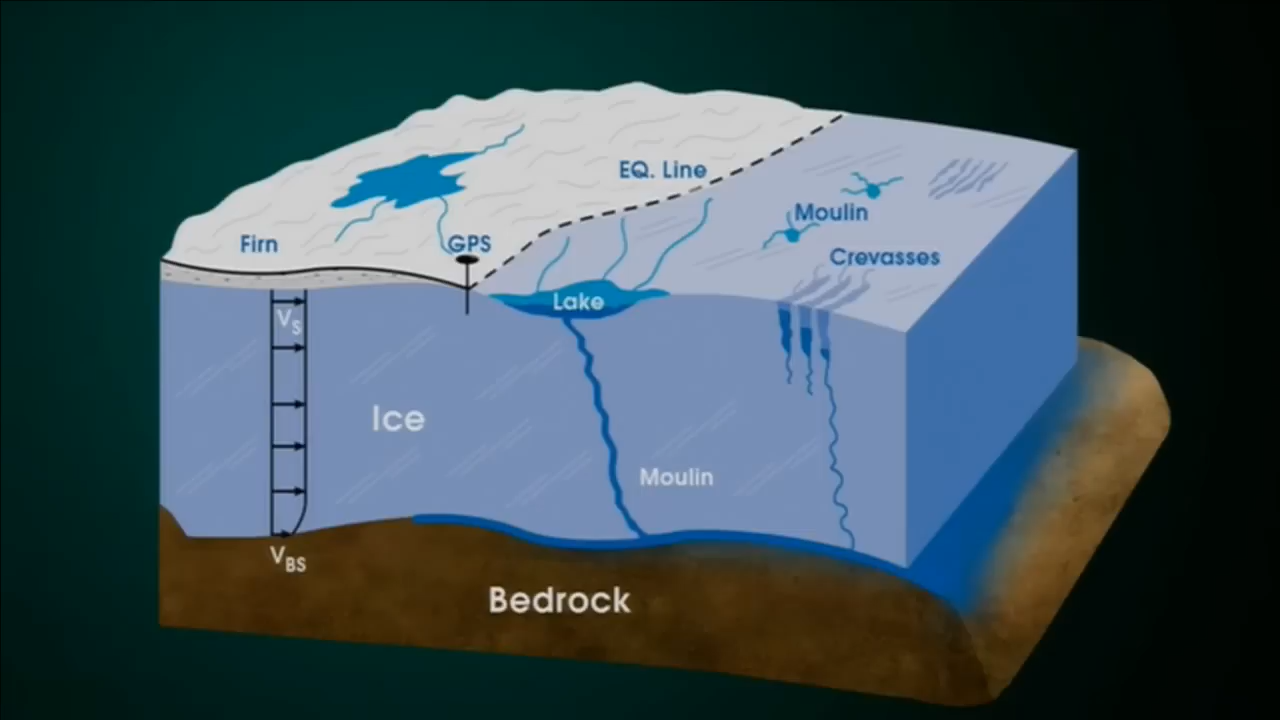 EQ. Line
Moulin
Firn
GPS
Crevasses
Lake
VS
Ice
Moulin
VBS
Bedrock